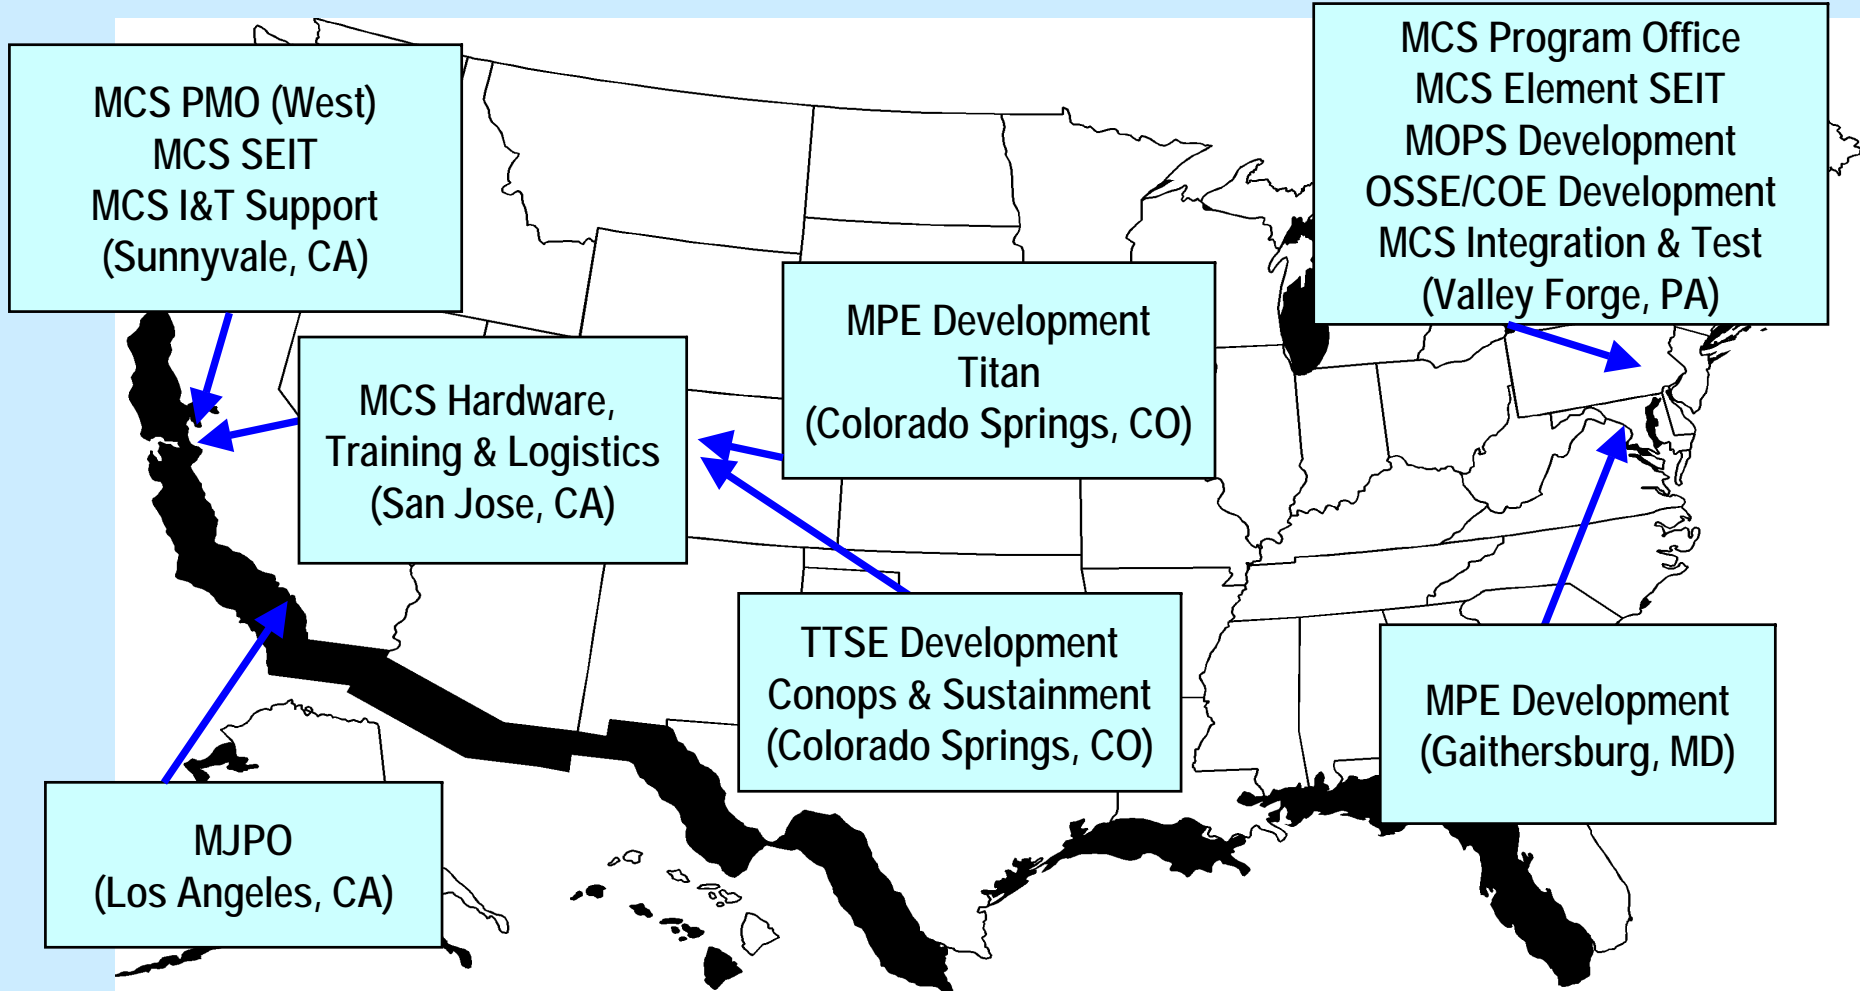 MCS PMO (West)
MCS SEIT
MCS I&T Support
(Sunnyvale, CA)
MCS Program Office
MCS Element SEIT
MOPS Development
OSSE/COE Development
MCS Integration & Test
(Valley Forge, PA)
MCS Hardware,
Training & Logistics
(San Jose, CA)
MPE Development
Titan
(Colorado Springs, CO)
TTSE Development
Conops & Sustainment
(Colorado Springs, CO)
MPE Development
(Gaithersburg, MD)
MJPO
(Los Angeles, CA)